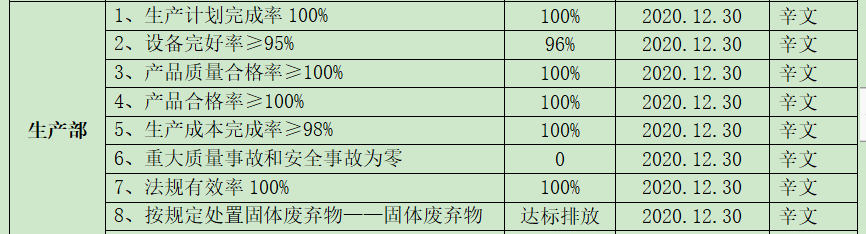 1、生产计划完成率 100% 100% 2020.12.30 辛文
2、设备完好率≥95% 96% 2020.12.30 辛文
3、产品质量合格率≥100% 100% 2020.12.30 辛文
4、产品合格率≥100% 100% 2020.12.30 辛文
生产部 5、生产成本完成率≥98% 100% 2020.12.30 辛文
6、重大质量事故和安全事故为零 0 2020.12.30 辛文
7、法规有效率 100% 100% 2020.12.30 辛文
8、按规定处置固体废弃物——固体废弃物 达标排放 2020.12.30 辛文